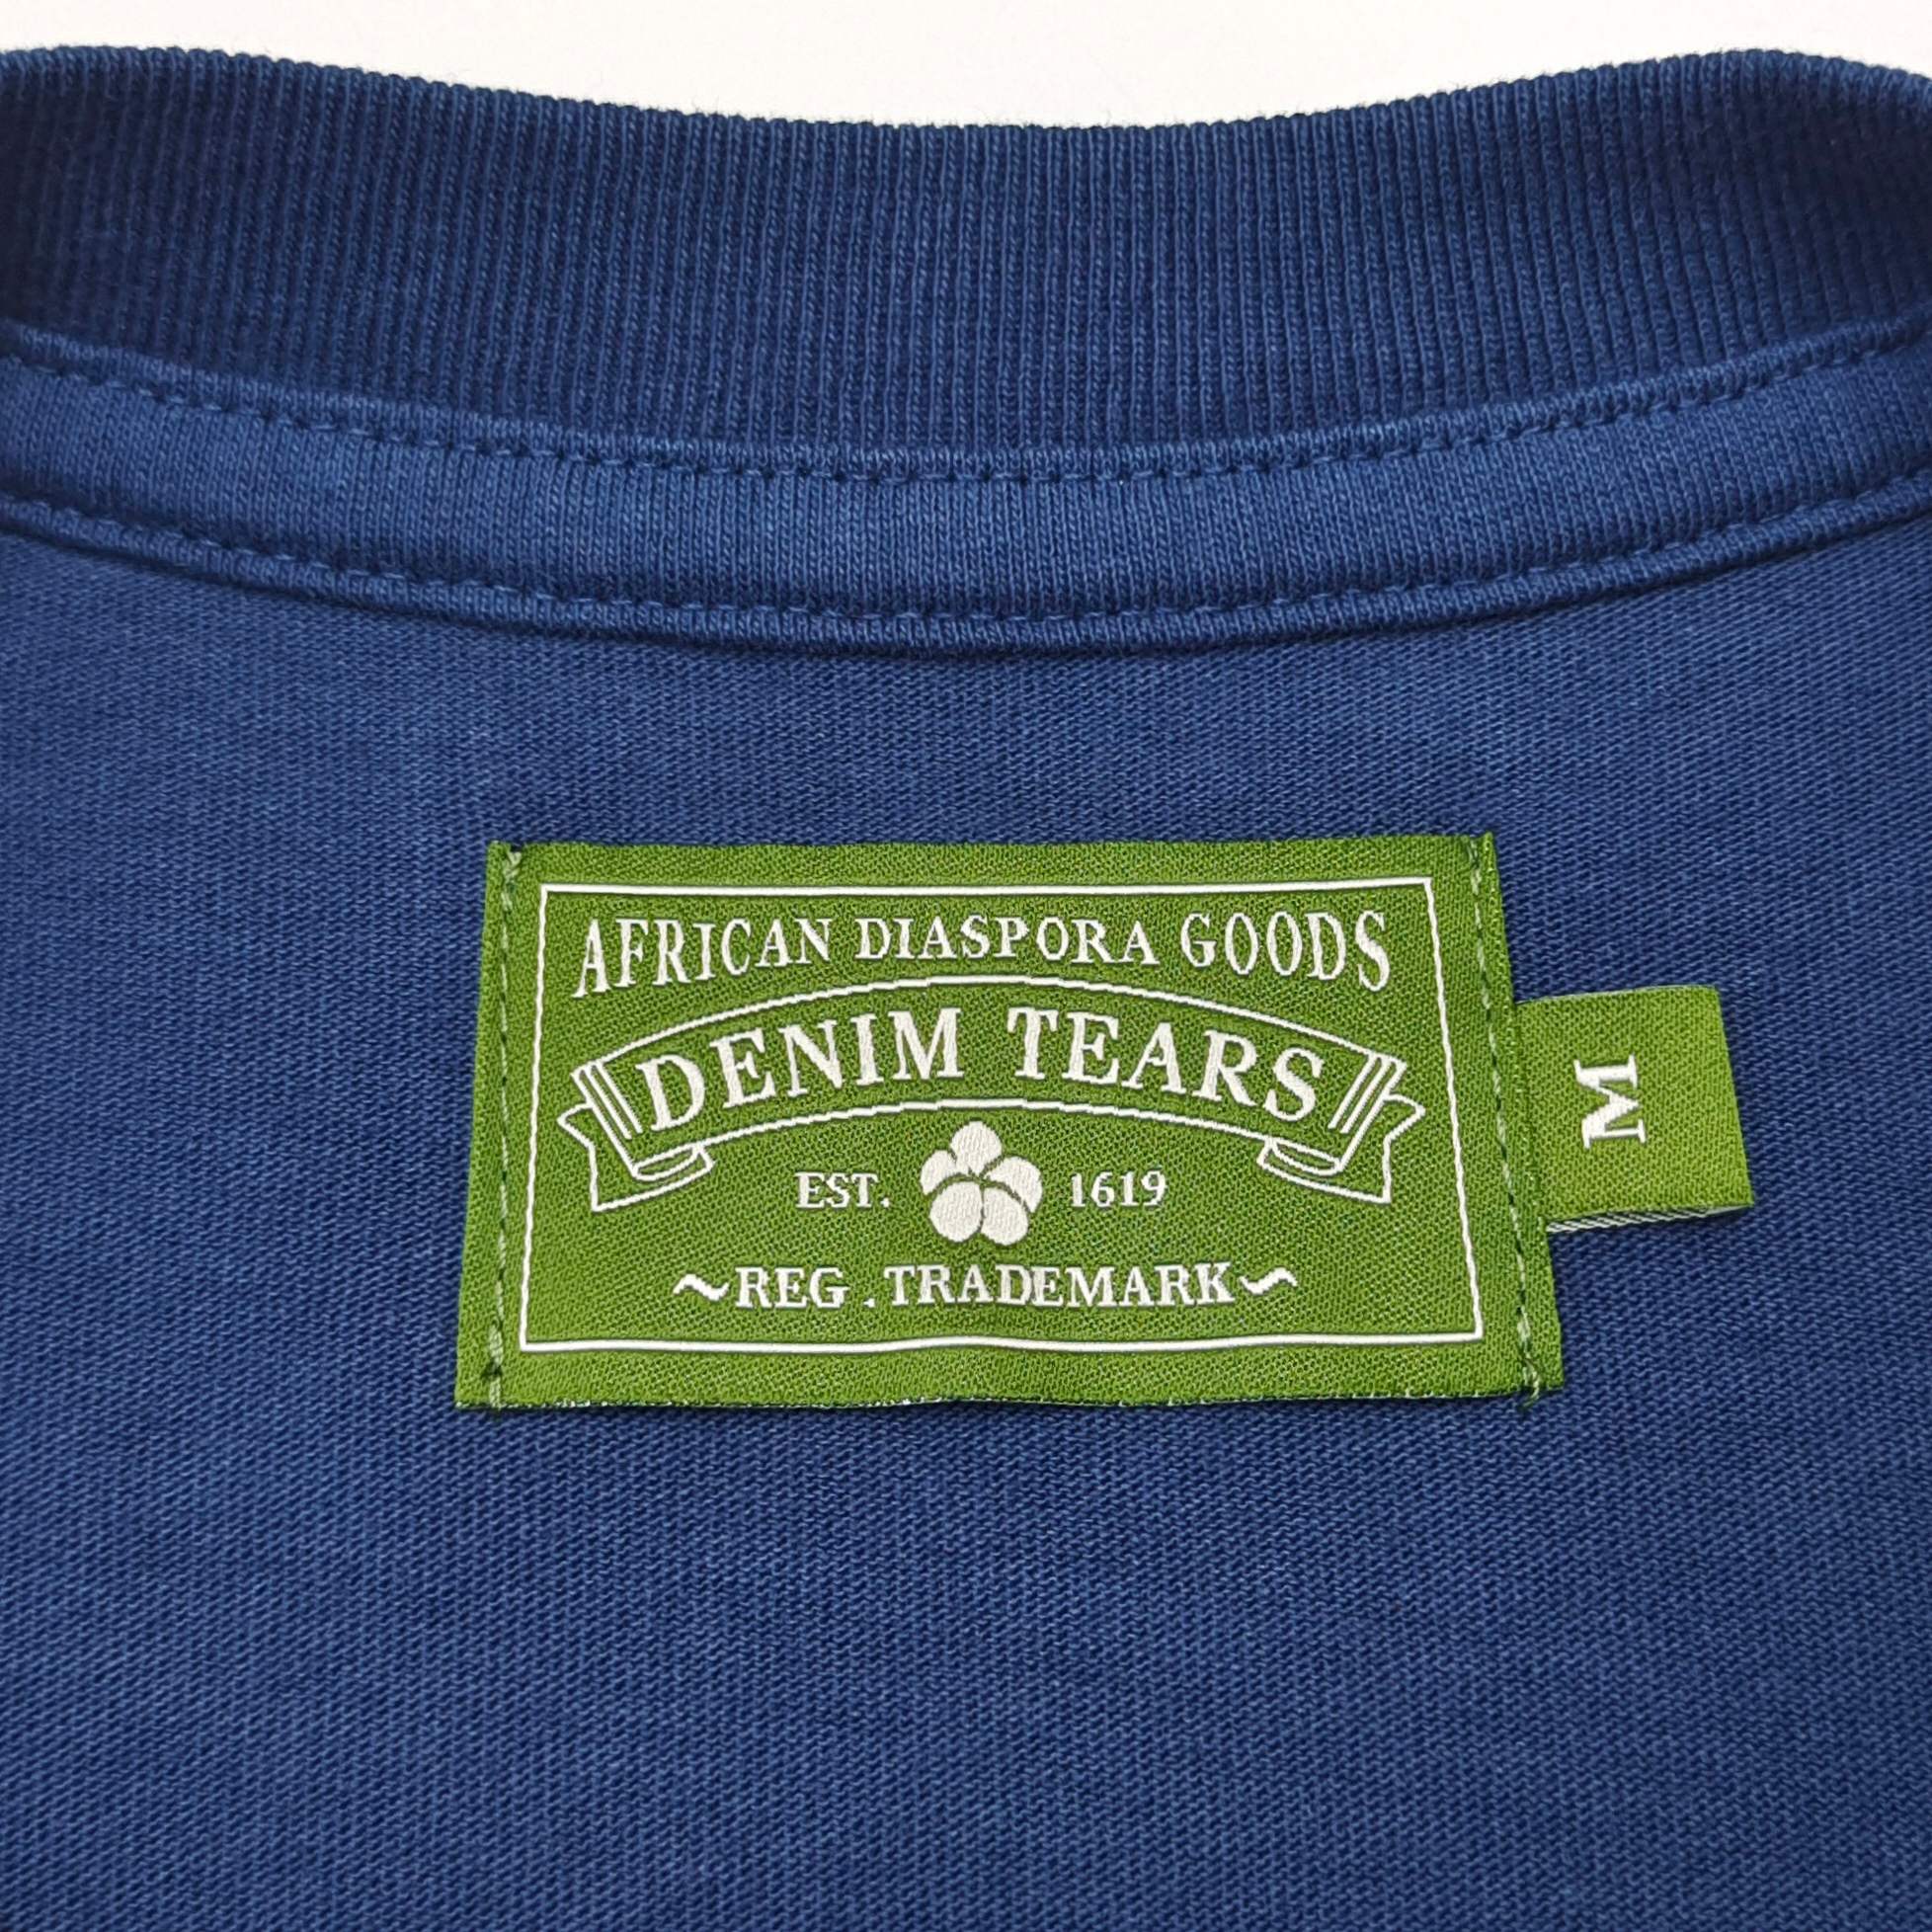 AFRICAN DIASPORA GOODS
DENIM TEARS
EST. 1619
~REG .TRADEMARK~
M